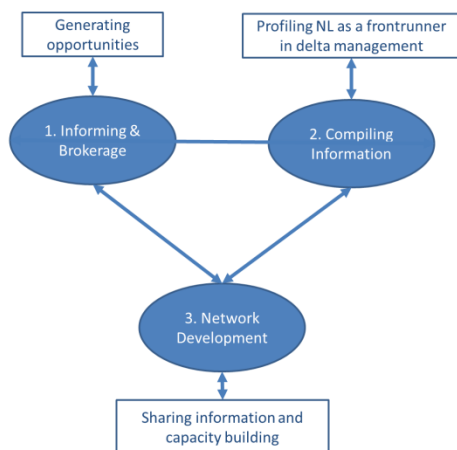 Generating
opportunities
Profiling NL as a frontrunner
in delta management
1. Informing &
Brokerage
2. Compiling
Information
3. Network
Development
Sharing information and
capacity building